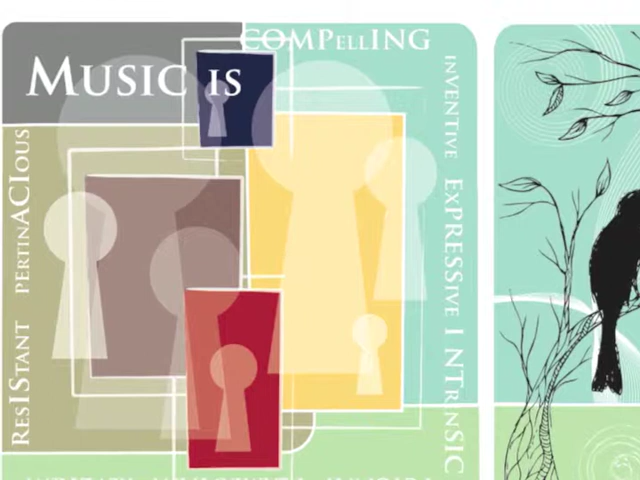 COMPELLING
MUSIC IS
INVENTIVE EXPRESSIVE INTRINSIC
RESISTANT PERTINACIOUS